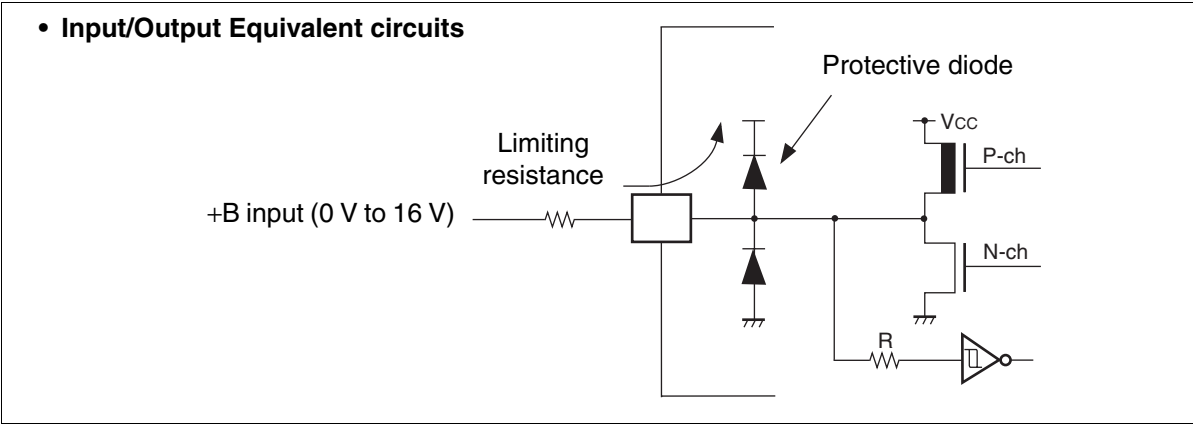 • Input/Output Equivalent circuits
Protective diode
Limiting
resistance
VCC
P-ch
+B input (0 V to 16 V)
N-ch
R